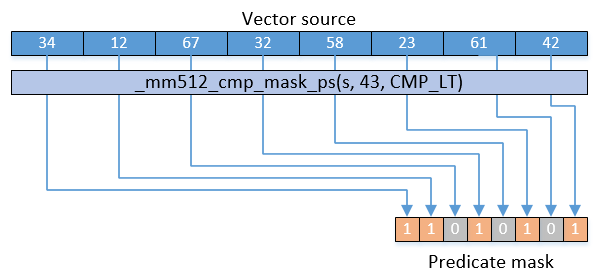 Vector source
34 12 67 32 58 23 61 42
_mm512_cmp_mask_ps(s, 43, CMP_LT)
1 1 0 1 0 1 0 1
Predicate mask